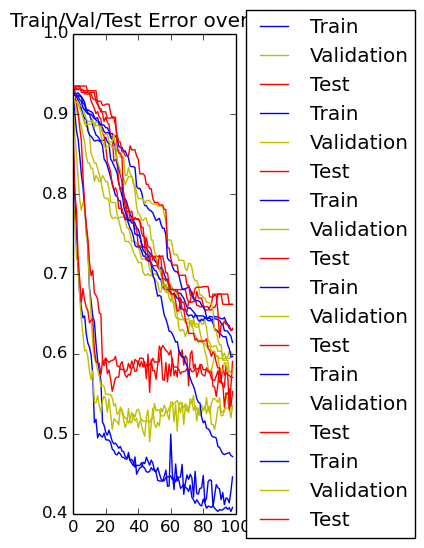 Train/Val/Test Error over
1.0
0.9
0.8
0.7
0.6
0.5
0.4
0 20 40 60 80 100
Train
Validation
Test
Train
Validation
Test
Train
Validation
Test
Train
Validation
Test
Train
Validation
Test
Train
Validation
Test